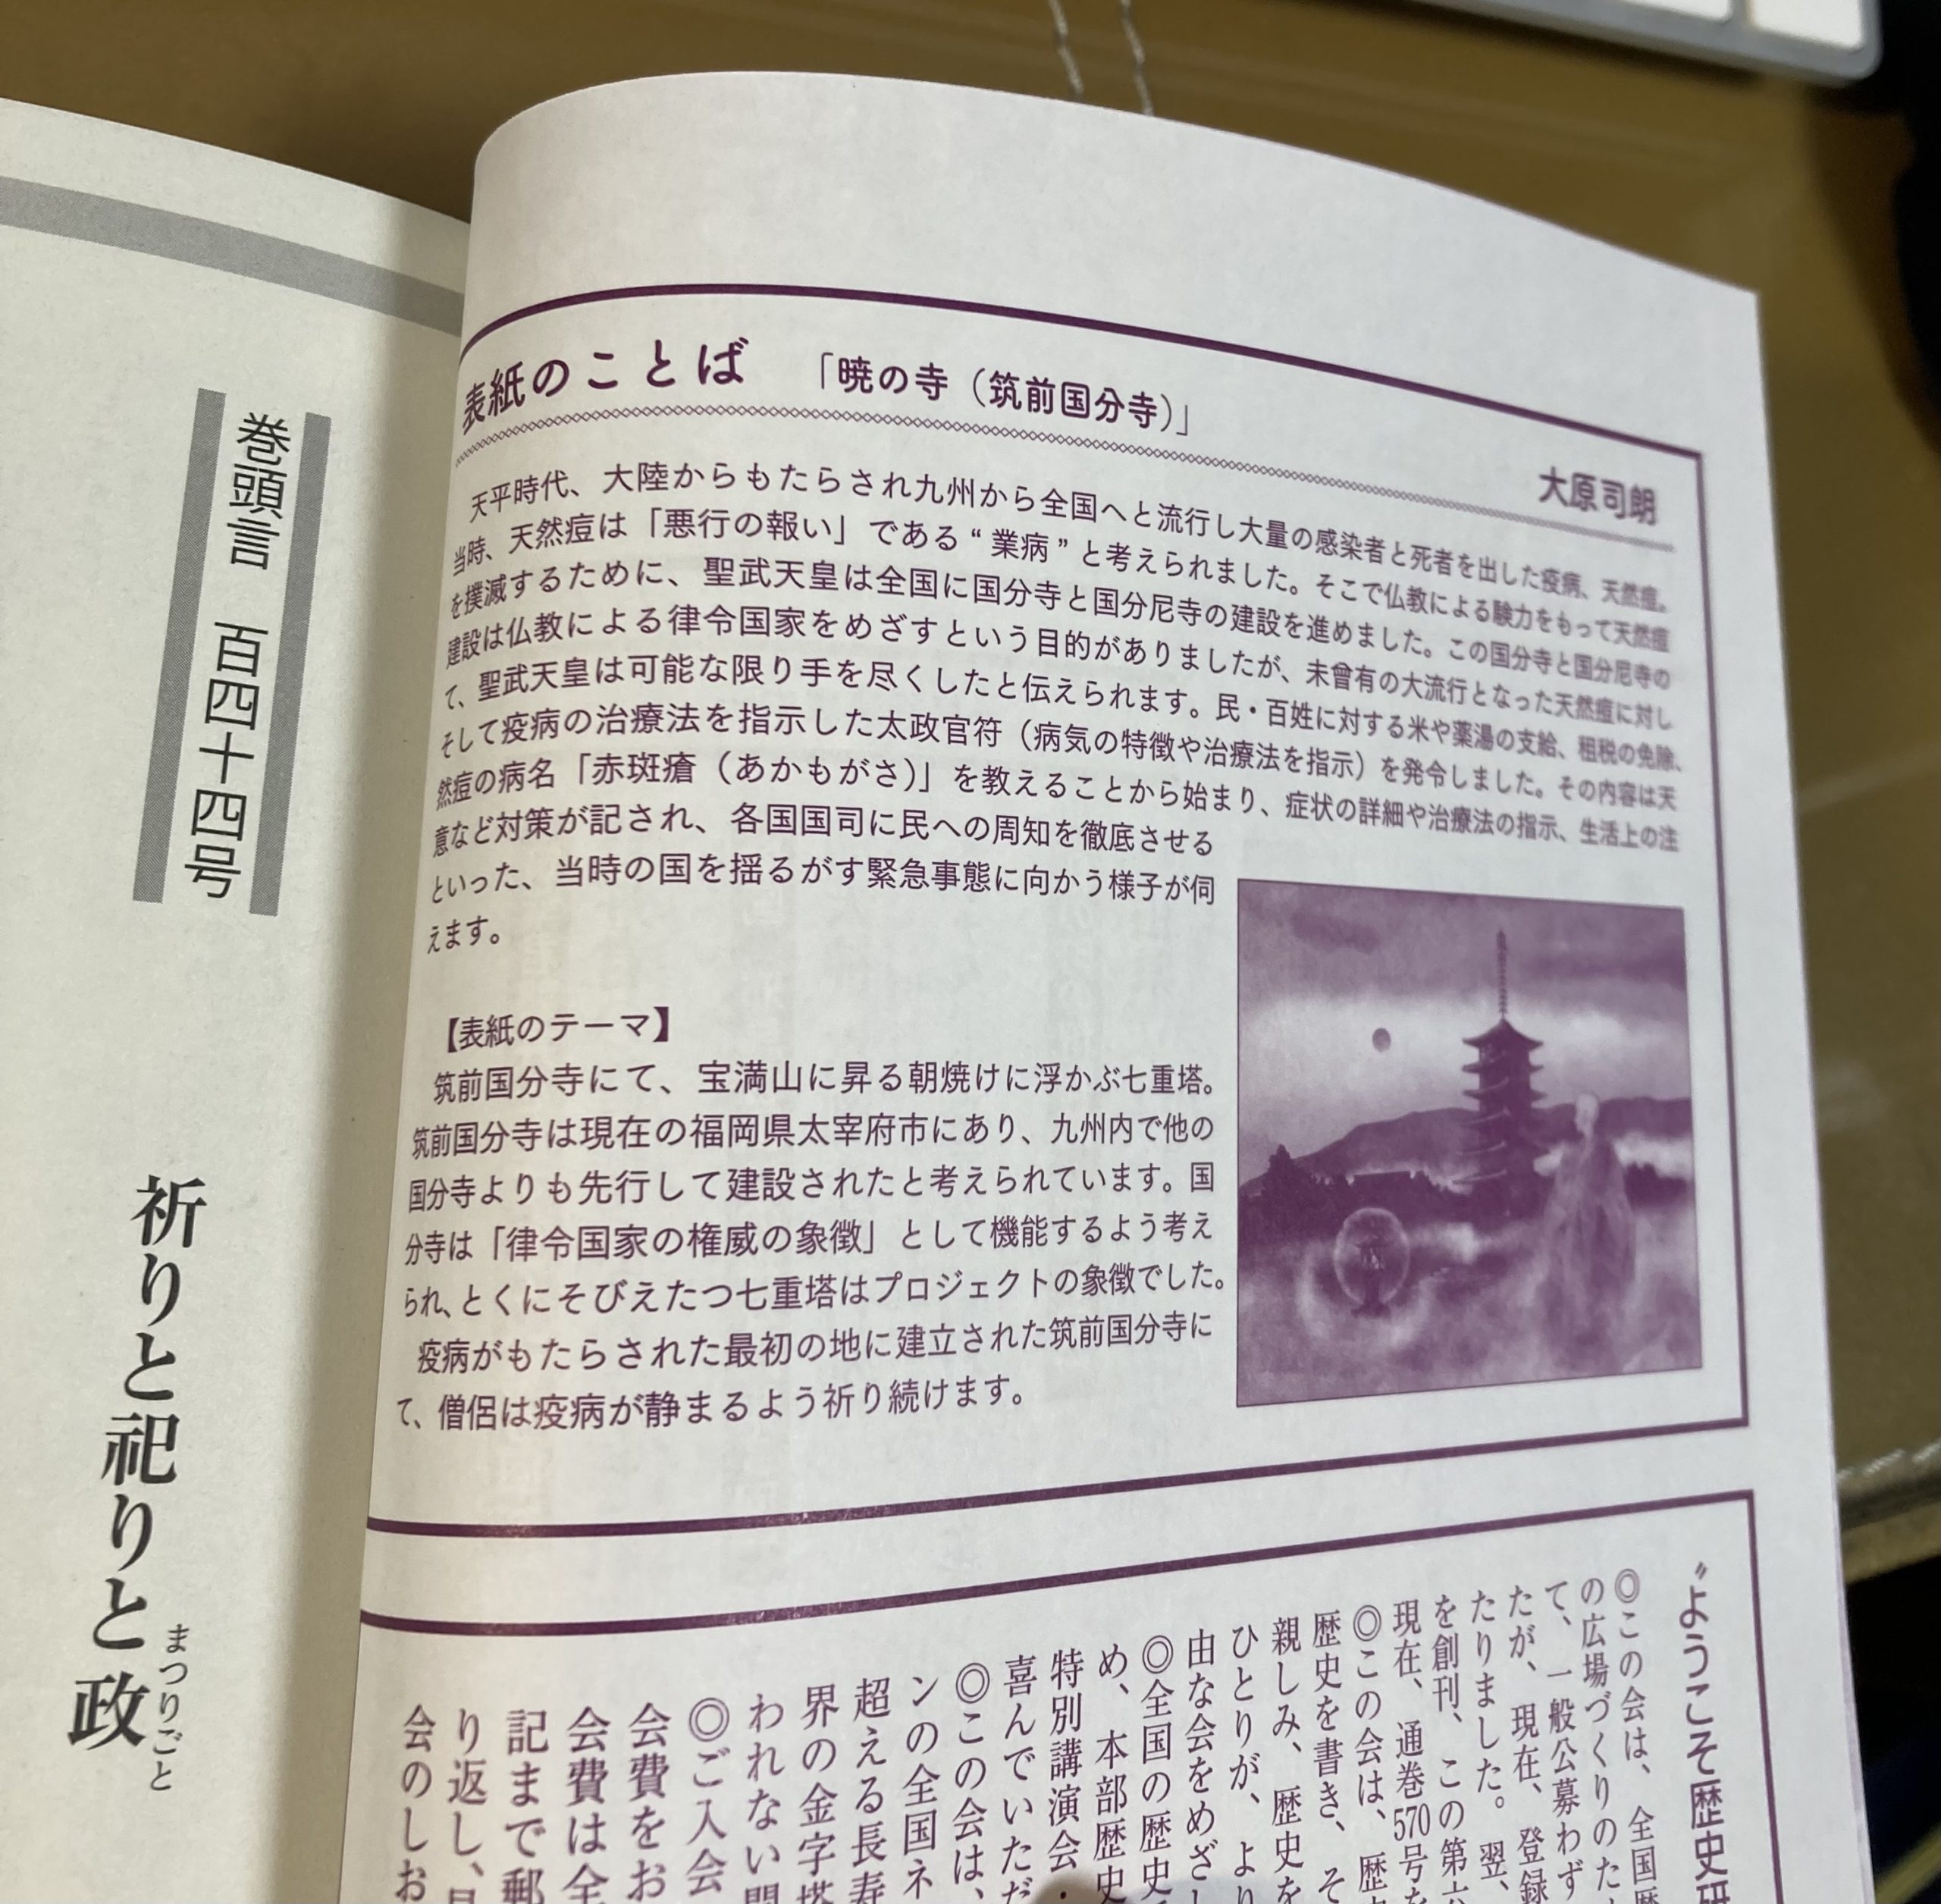 巻頭言　百四十四号
祈りと祀りと政
まつりごと
表紙のことば　「暁の寺（筑前国分寺）」
大原司朗
天平時代、大陸からもたらされ九州から全国へと流行し大量の感染者と死者を出した疫病、天然痘。
当時、天然痘は「悪行の報い」である“業病”と考えられました。そこで仏教による験力をもって天然痘
を撲滅するために、聖武天皇は全国に国分寺と国分尼寺の建設を進めました。この国分寺と国分尼寺の
建設は仏教による律令国家をめざすという目的がありましたが、未曾有の大流行となった天然痘に対し
て、聖武天皇は可能な限り手を尽くしたと伝えられます。民・百姓に対する米や薬湯の支給、租税の免除、
そして疫病の治療法を指示した太政官符（病気の特徴や治療法を指示）を発令しました。その内容は天
然痘の病名「赤斑瘡（あかもがさ）」を教えることから始まり、症状の詳細や治療法の指示、生活上の注
意など対策が記され、各国国司に民への周知を徹底させる
といった、当時の国を揺るがす緊急事態に向かう様子が伺
えます。
【表紙のテーマ】
筑前国分寺にて、宝満山に昇る朝焼けに浮かぶ七重塔。
筑前国分寺は現在の福岡県太宰府市にあり、九州内で他の
国分寺よりも先行して建設されたと考えられています。国
分寺は「律令国家の権威の象徴」として機能するよう考え
られ、とくにそびえたつ七重塔はプロジェクトの象徴でした。
疫病がもたらされた最初の地に建立された筑前国分寺に
て、僧侶は疫病が静まるよう祈り続けます。
〝ようこそ歴史研
◎この会は、全国歴
の広場づくりのた
て、一般公募わず
たが、現在、登録
たりました。翌、
を創刊、この第六
現在、通巻570号を
◎この会は、歴史
歴史を書き、そ
親しみ、歴史を
ひとりが、より
由な会をめざし
◎全国の歴史
め、本部歴史
特別講演会・
喜んでいただ
◎この会は、
ンの全国ネ
超える長寿
界の金字塔
われない
◎ご入会
会費をお
会費は全
記まで郵
り返し、
会のしお